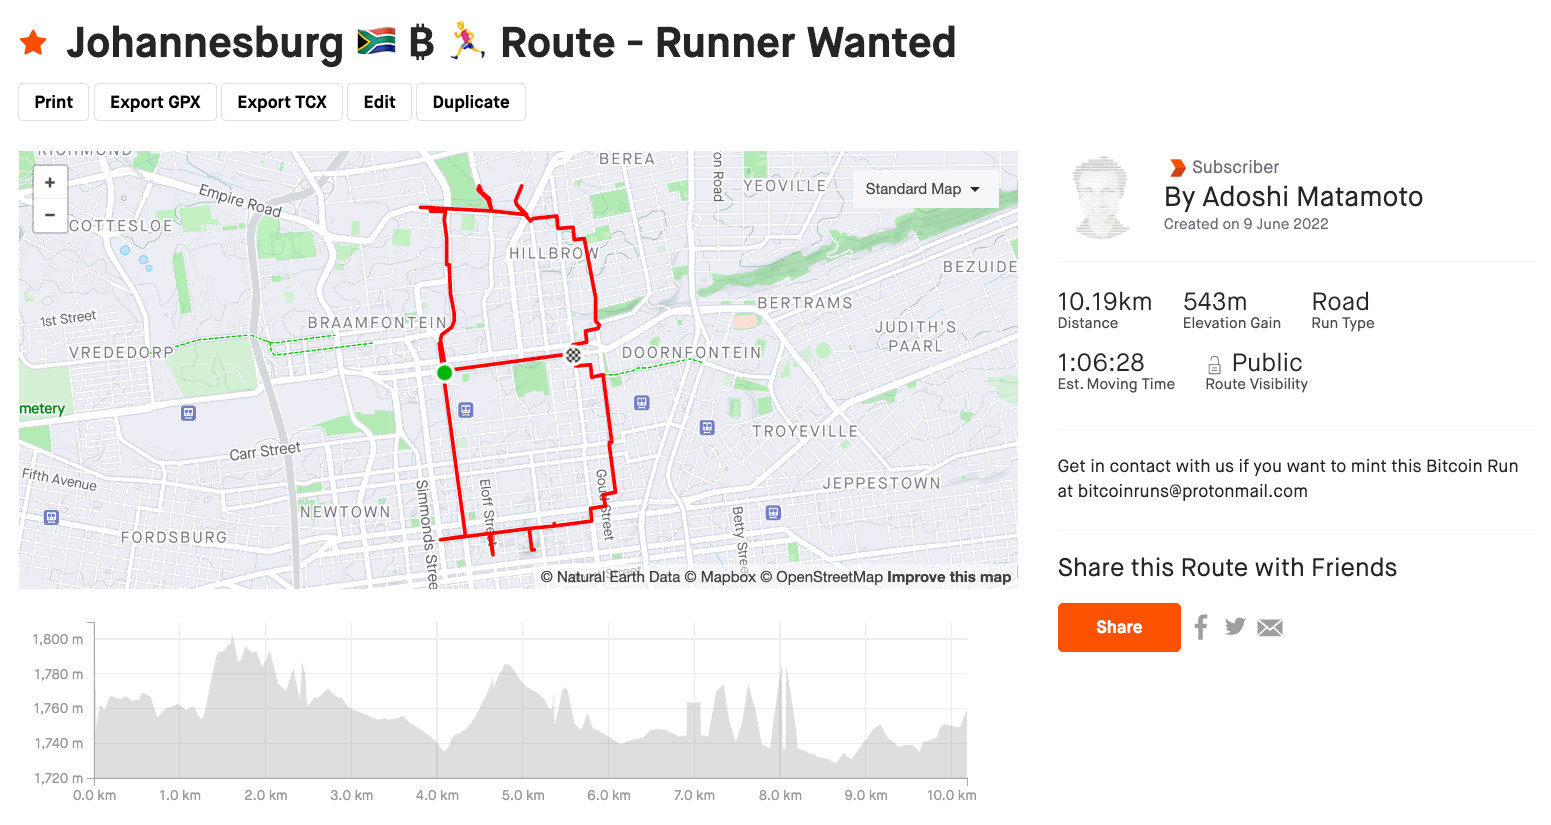 Johannesburg 🇿🇦 ₿ 🏃 Route - Runner Wanted
Print
Export GPX
Export TCX
Edit
Duplicate
RICHMOND
BEREA
on Road
YEOVILLE
Standard Map
+
−
Empire Road
COTTESLOE
HILLBROW
BEZUIDE
BERTRAMS
1st Street
BRAAMFONTEIN
JUDITH'S
PAARL
VREDEDORP
DOORNFONTEIN
metery
TROYEVILLE
Carr Street
Fifth Avenue
Simmonds Stree
Eloff Street
Goud Street
JEPPESTOWN
NEWTOWN
Betty Street
FORDSBURG
© Natural Earth Data © Mapbox © OpenStreetMap Improve this map
1,800 m
1,780 m
1,760 m
1,740 m
1,720 m
0.0 km
1.0 km
2.0 km
3.0 km
4.0 km
5.0 km
6.0 km
7.0 km
8.0 km
9.0 km
10.0 km
Subscriber
By Adoshi Matamoto
Created on 9 June 2022
10.19km
Distance
543m
Elevation Gain
Road
Run Type
1:06:28
Est. Moving Time
Public
Route Visibility
Get in contact with us if you want to mint this Bitcoin Run
at bitcoinruns@protonmail.com
Share this Route with Friends
Share